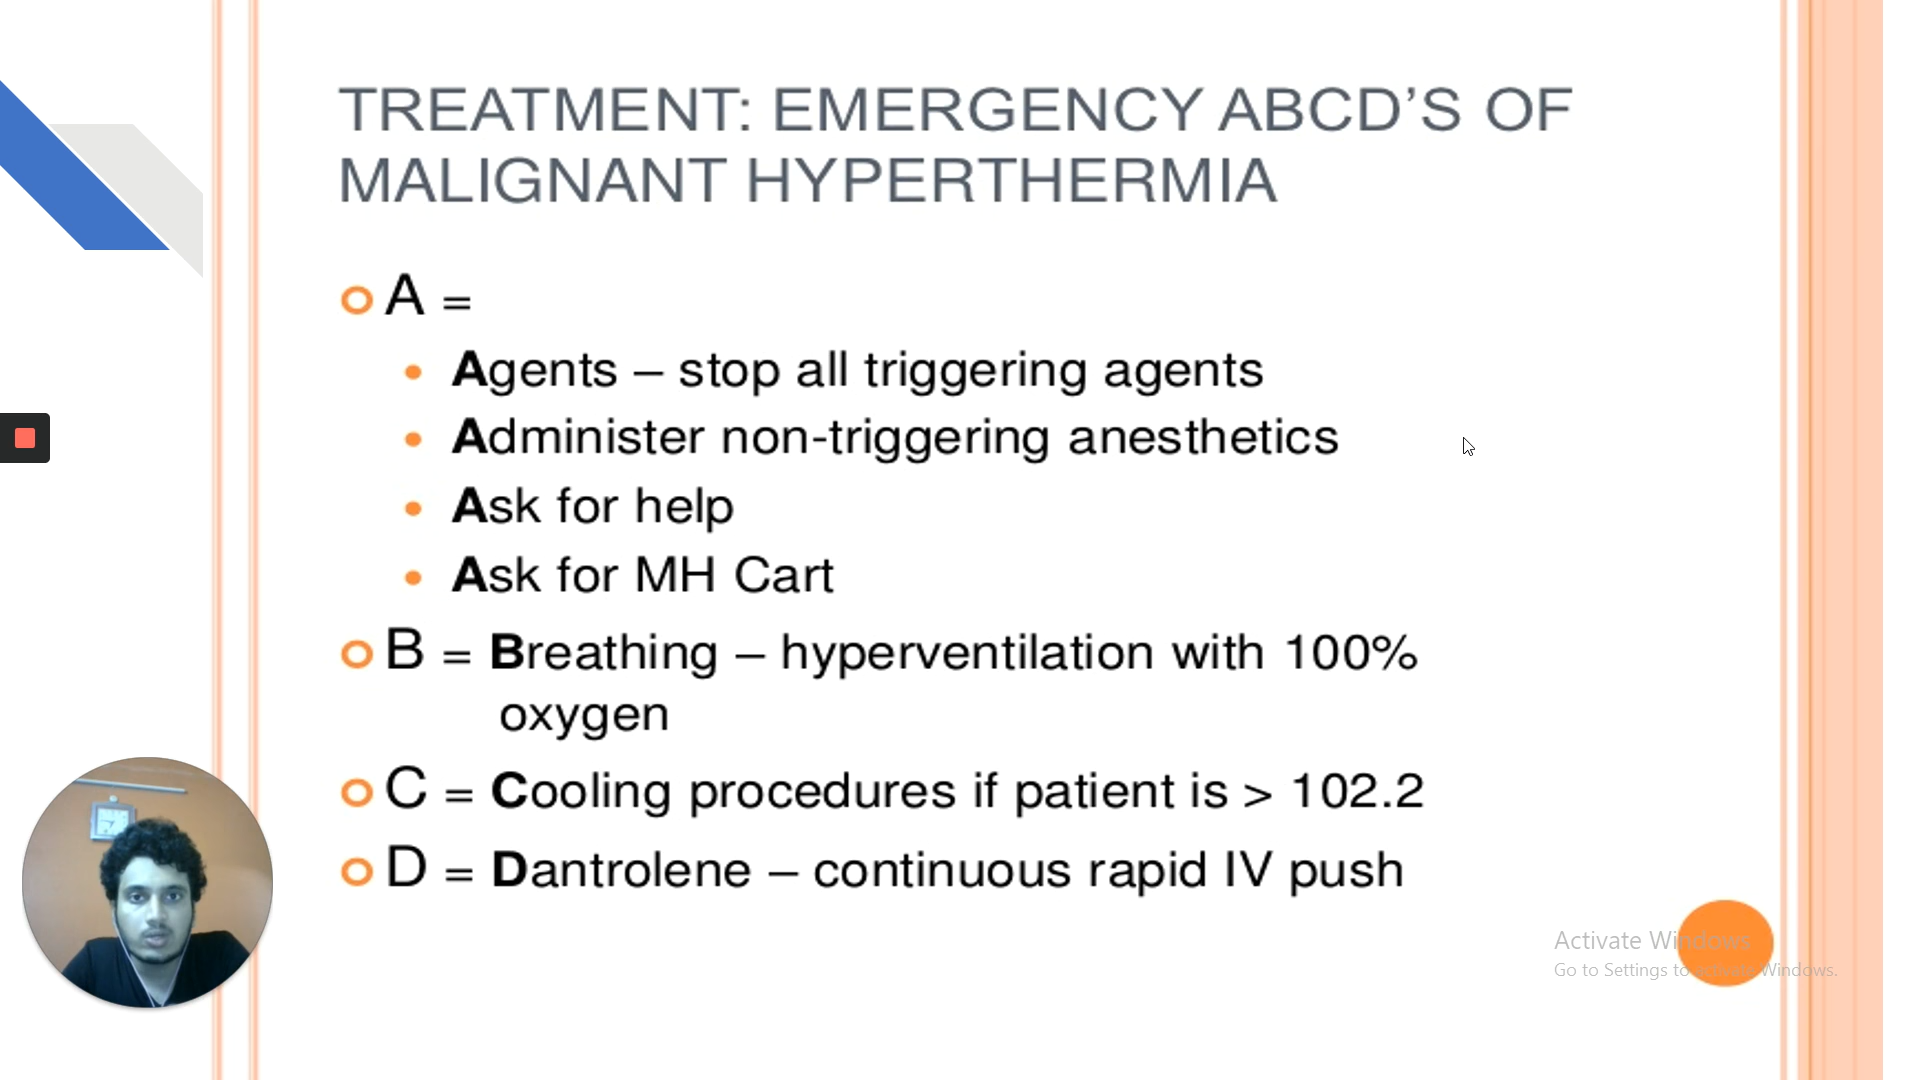 TREATMENT: EMERGENCY ABCD’S OF
MALIGNANT HYPERTHERMIA
A =
Agents – stop all triggering agents
Administer non-triggering anesthetics
Ask for help
Ask for MH Cart
B = Breathing – hyperventilation with 100%
oxygen
C = Cooling procedures if patient is > 102.2
D = Dantrolene – continuous rapid IV push
Activate Windows
Go to Settings to activate Windows.